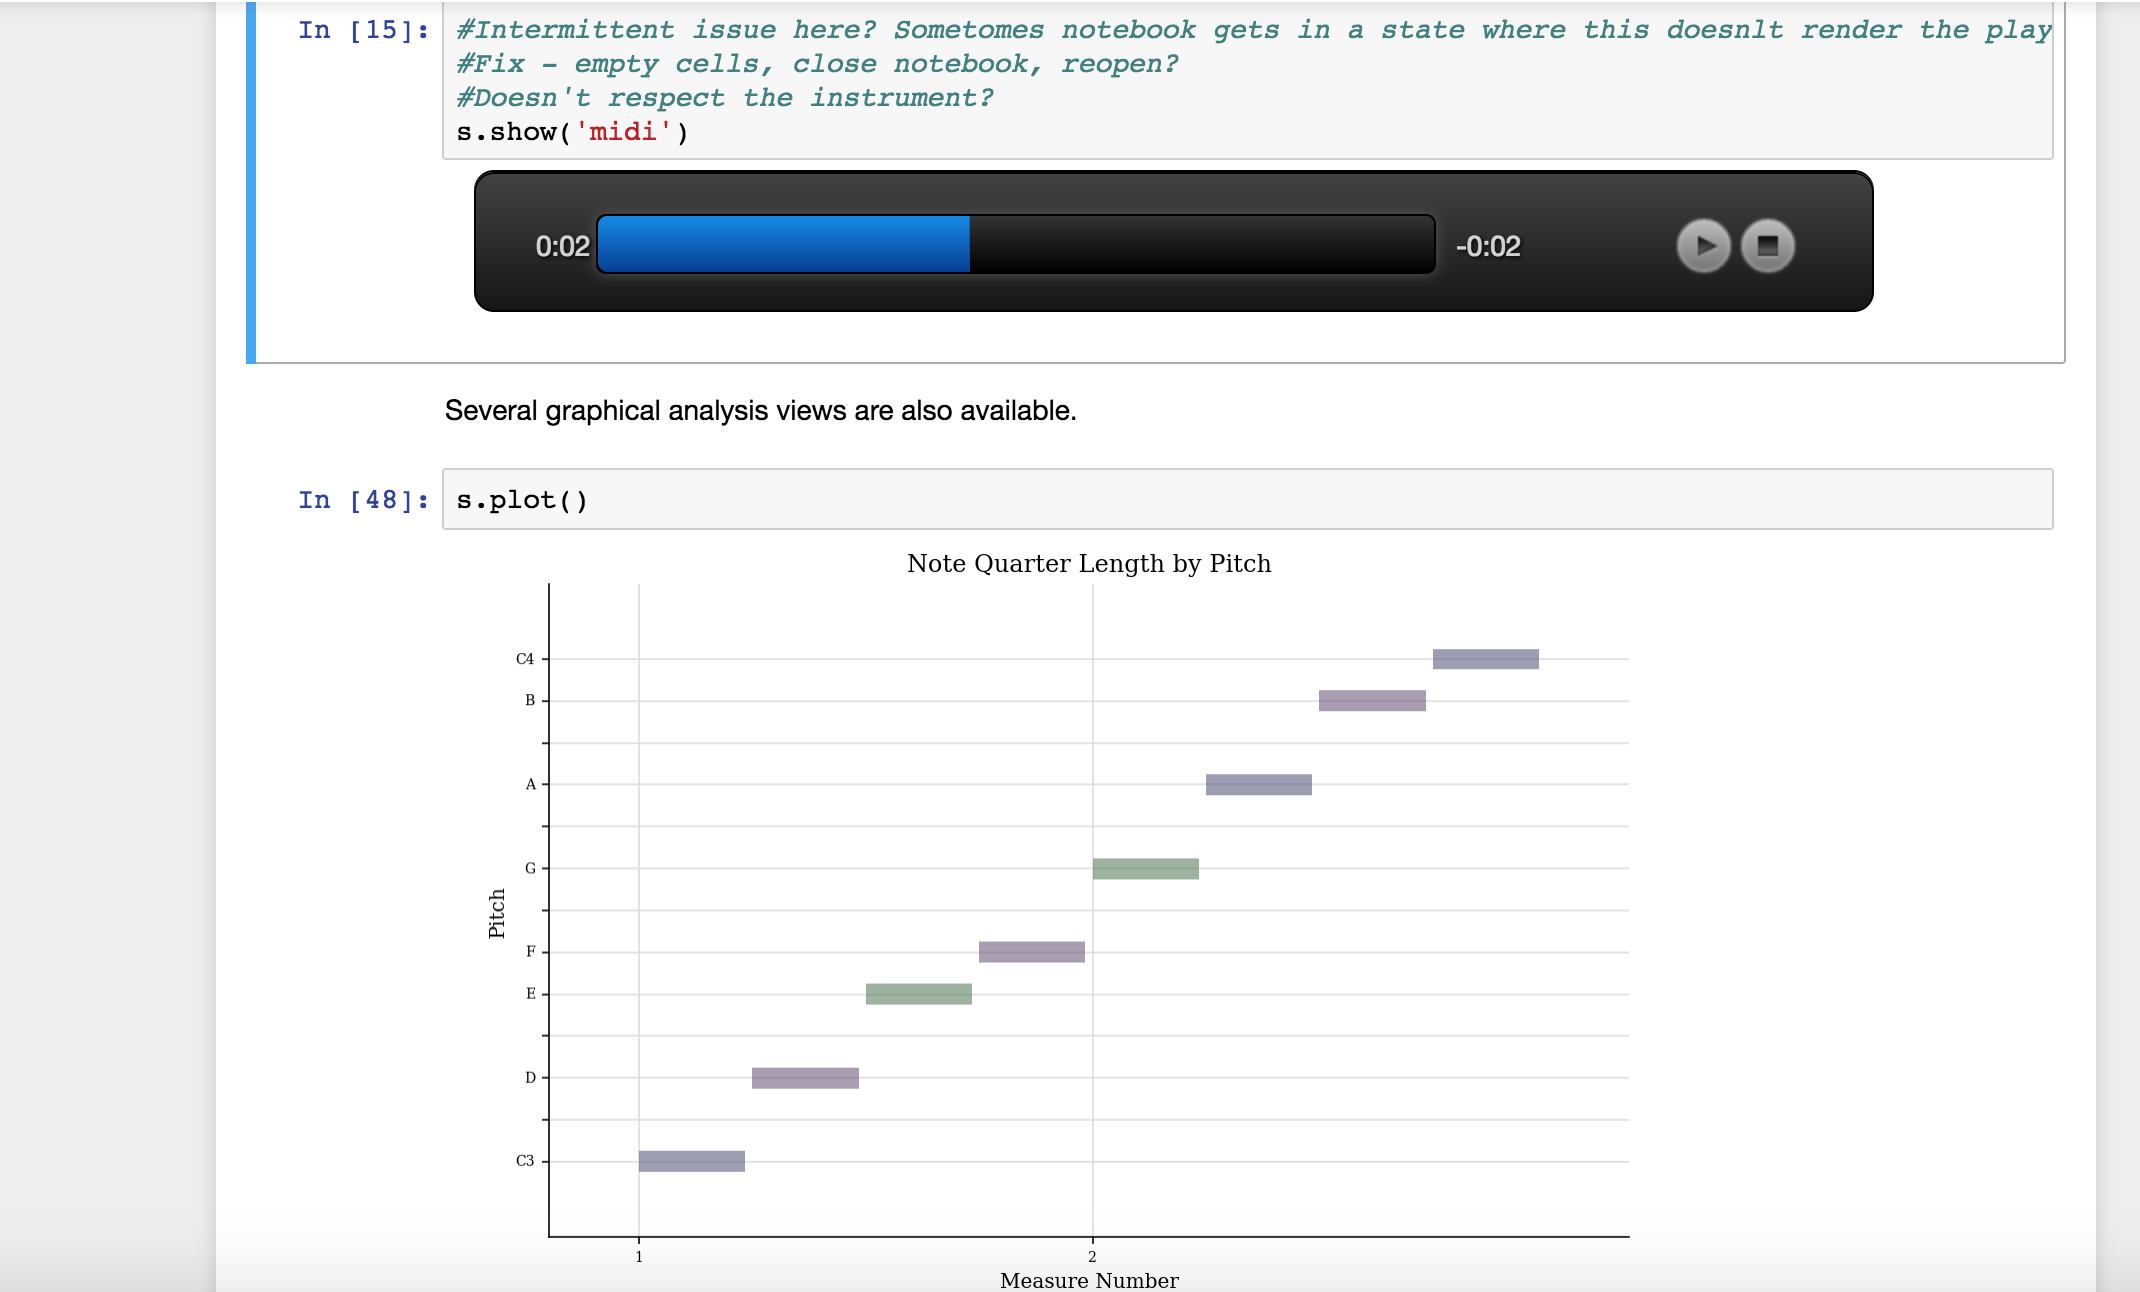 In [15]: #Intermittent issue here? Sometomes notebook gets in a state where this doesnlt render the play
#Fix - empty cells, close notebook, reopen?
#Doesn't respect the instrument?
s.show('midi')
0:02 -0:02
Several graphical analysis views are also available.
In [48]: s.plot()
Note Quarter Length by Pitch
C4
B
A
G
Pitch
F
E
D
C3
1 2
Measure Number